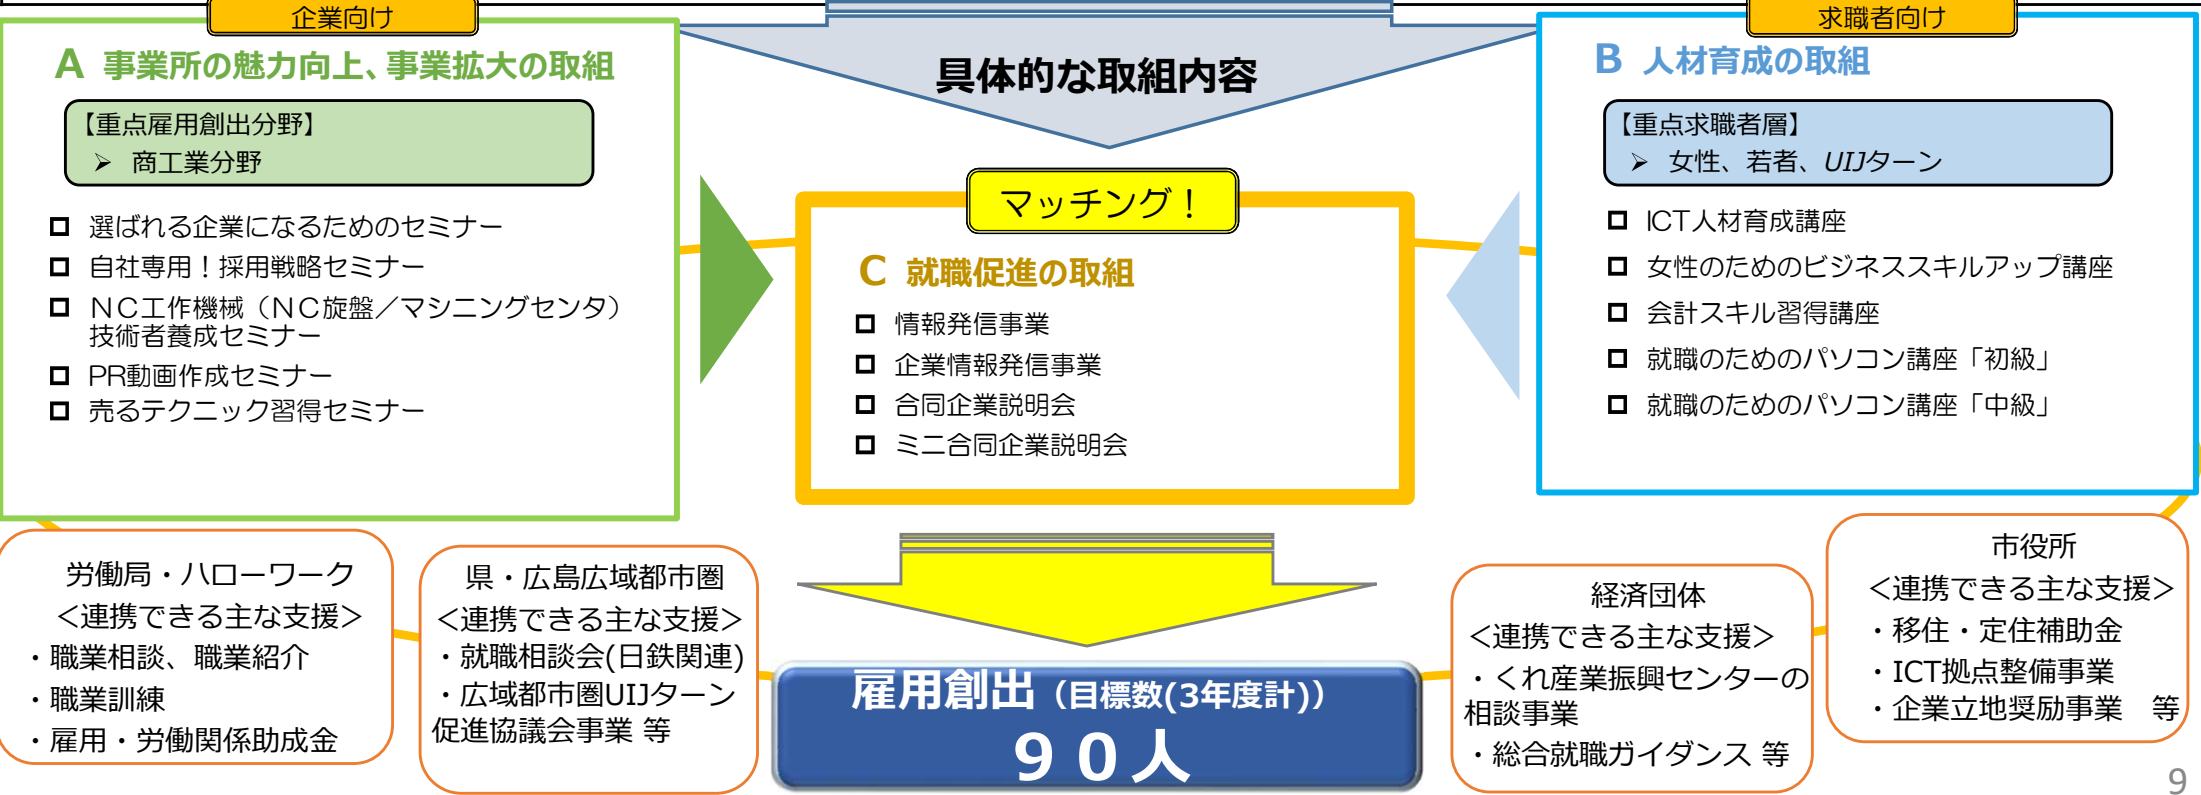 企業向け
A 事業所の魅力向上、事業拡大の取組
【重点雇用創出分野】
➢ 商工業分野
選ばれる企業になるためのセミナー
自社専用！採用戦略セミナー
ＮＣ工作機械（ＮＣ旋盤／マシニングセンタ）
技術者養成セミナー
PR動画作成セミナー
売るテクニック習得セミナー
具体的な取組内容
マッチング！
C 就職促進の取組
情報発信事業
企業情報発信事業
合同企業説明会
ミニ合同企業説明会
求職者向け
B 人材育成の取組
【重点求職者層】
➢ 女性、若者、UIJターン
ICT人材育成講座
女性のためのビジネススキルアップ講座
会計スキル習得講座
就職のためのパソコン講座「初級」
就職のためのパソコン講座「中級」
労働局・ハローワーク
＜連携できる主な支援＞
・職業相談、職業紹介
・職業訓練
・雇用・労働関係助成金
県・広島広域都市圏
＜連携できる主な支援＞
・就職相談会(日鉄関連)
・広域都市圏UIJターン
促進協議会事業 等
雇用創出（目標数(3年度計)）
９０人
経済団体
＜連携できる主な支援＞
・くれ産業振興センターの
相談事業
・総合就職ガイダンス 等
市役所
＜連携できる主な支援＞
・移住・定住補助金
・ICT拠点整備事業
・企業立地奨励事業　等
9